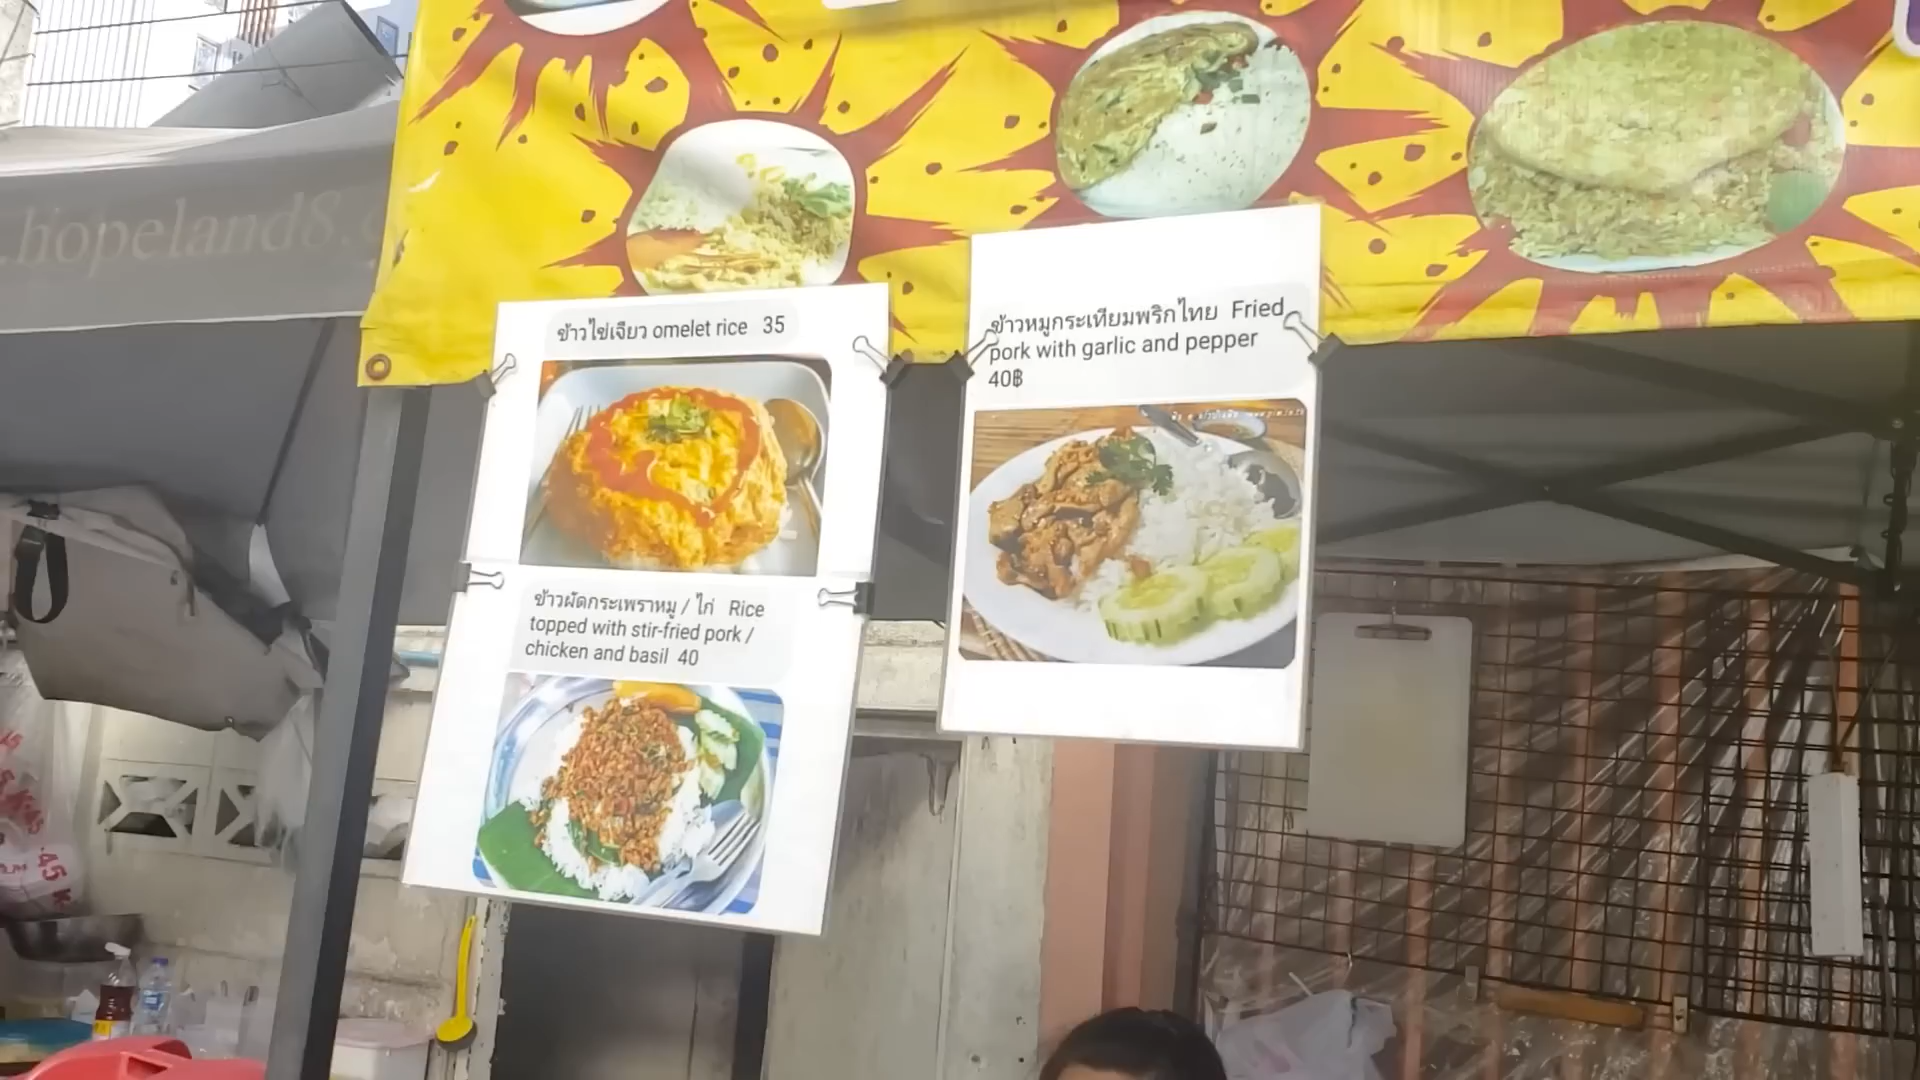 .hopeland8.
ข้าวไข่เจียว omelet rice 35
ข้าวผัดกระเพราหมู / ไก่ Rice
topped with stir-fried pork /
chicken and basil 40
ข้าวหมูกระเทียมพริกไทย Fried
pork with garlic and pepper
40฿
45